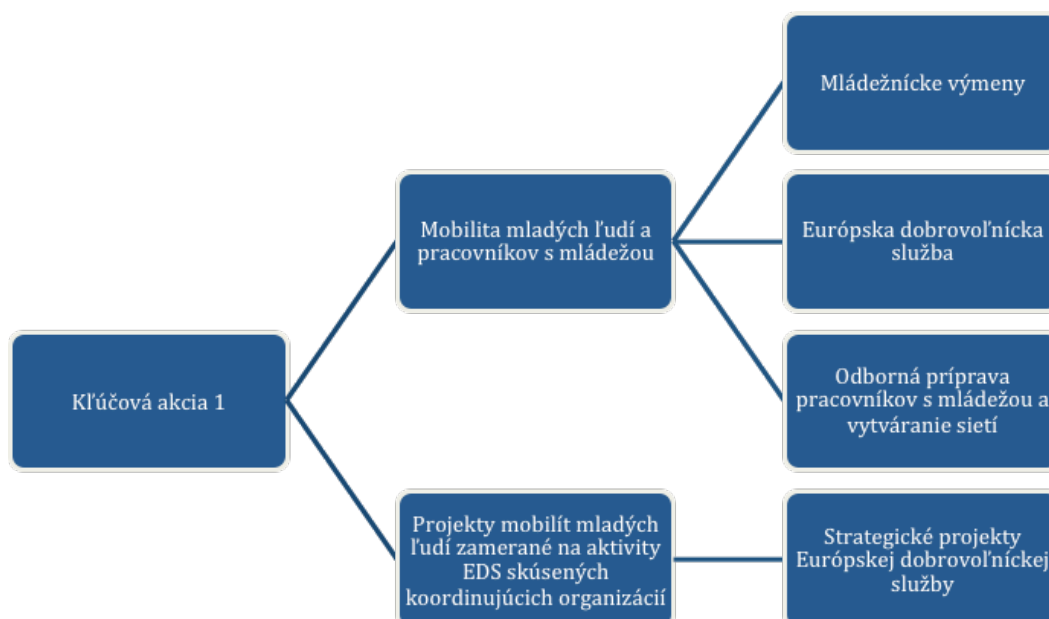 Kľúčová akcia 1
Mobilita mladých ľudí a
pracovníkov s mládežou
Mládežnícke výmeny
Európska dobrovoľnícka
služba
Odborná príprava
pracovníkov s mládežou a
vytváranie sietí
Projekty mobilít mladých
ľudí zamerané na aktivity
EDS skúsených
koordinujúcich organizácií
Strategické projekty
Európskej dobrovoľníckej
služby